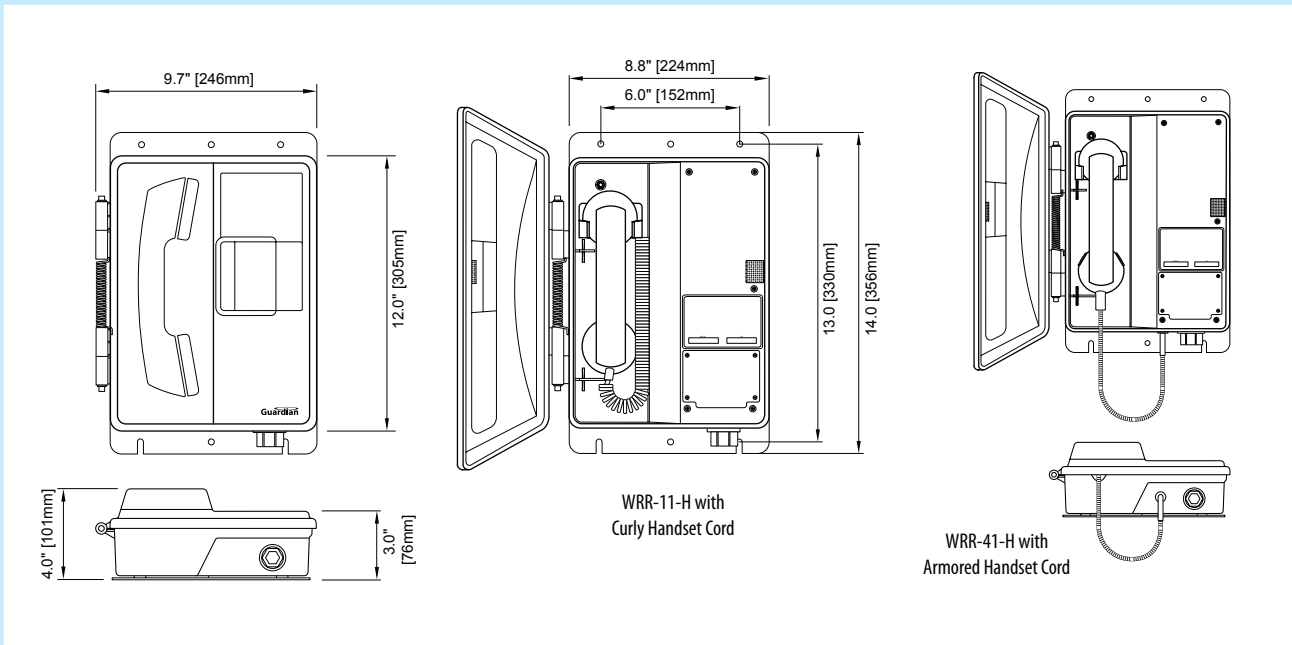 9.7" [246mm]
12.0" [305mm]
Guardian
4.0" [101mm]
3.0"
[76mm]
8.8" [224mm]
6.0" [152mm]
13.0 [330mm]
14.0 [356mm]
WRR-11-H with
Curly Handset Cord
WRR-41-H with
Armored Handset Cord